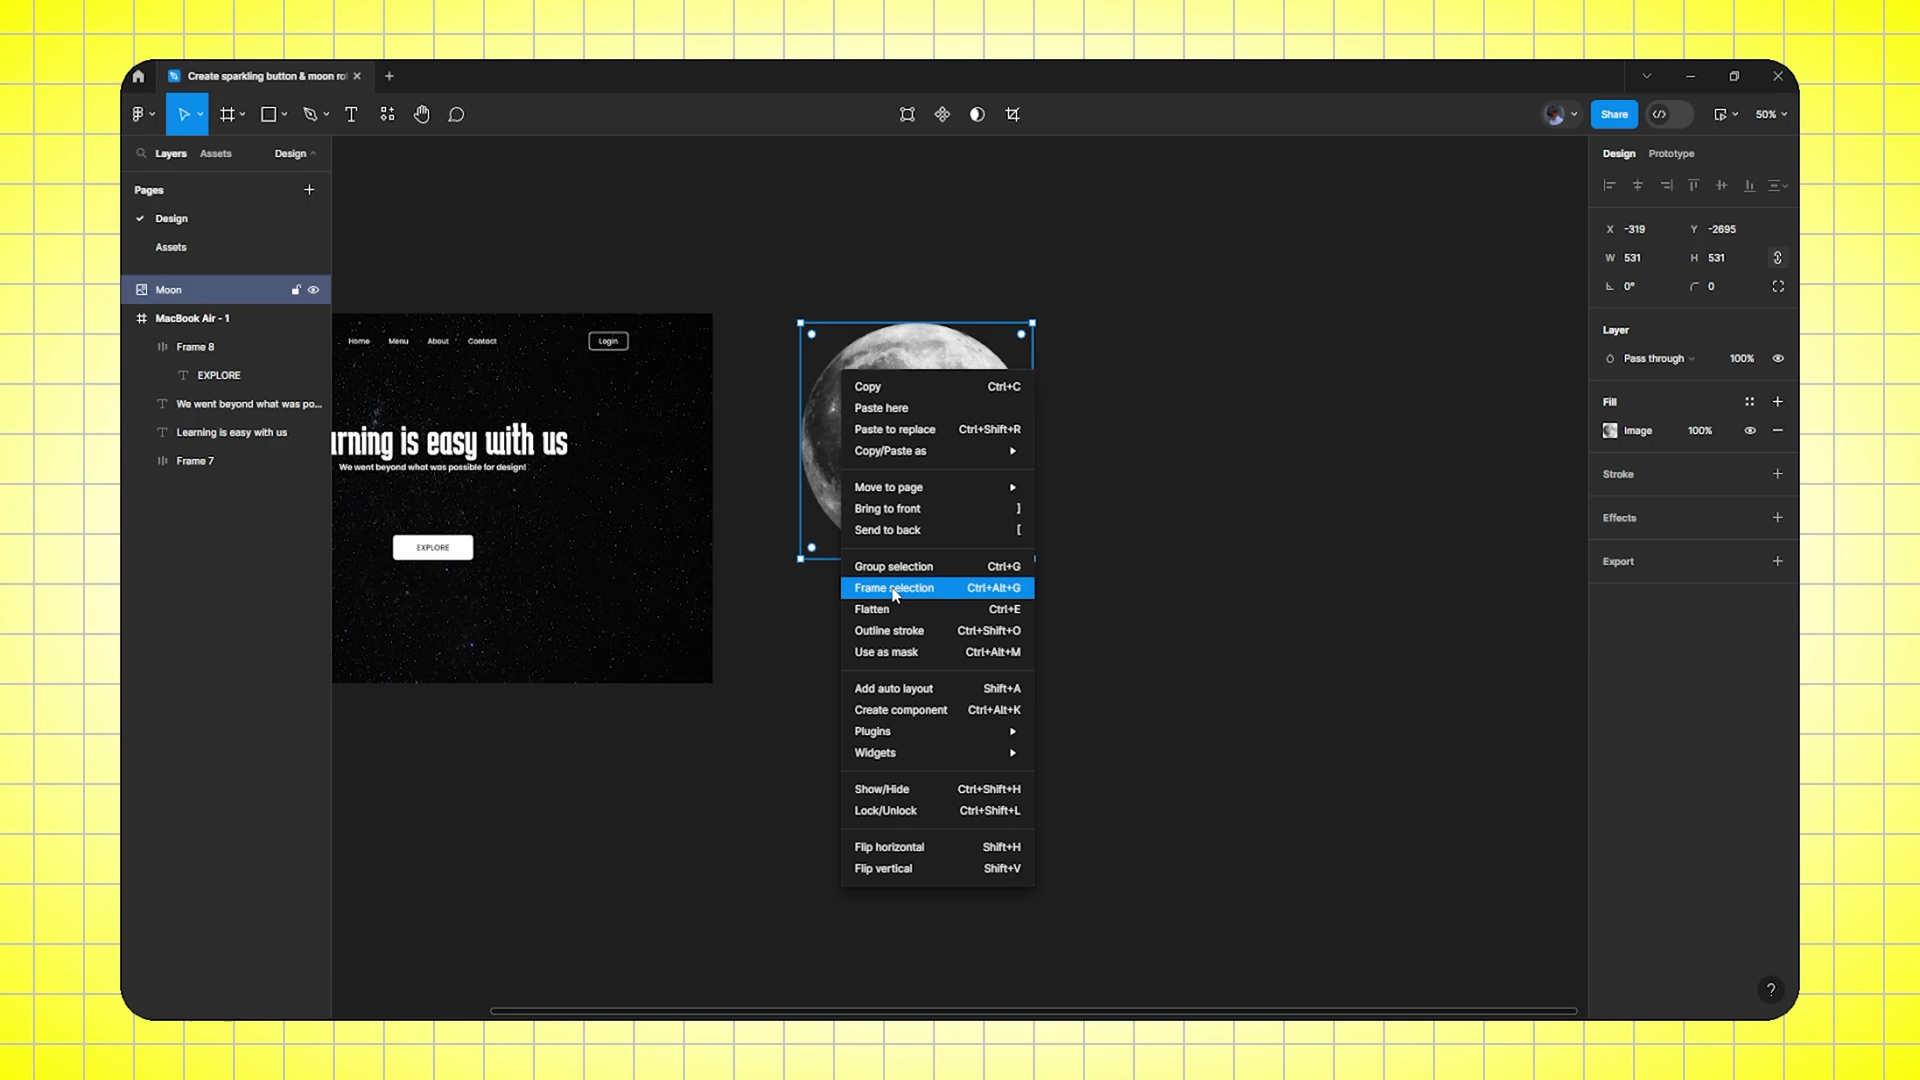 Create sparkling button & moon ro
Share
50%
Layers
Assets
Design
Pages
Design
Assets
Moon
MacBook Air - 1
Frame 8
EXPLORE
We went beyond what was po...
Learning is easy with us
Frame 7
Home Menu About Contact
Login
rning is easy with us
We went beyond what was possible for design!
EXPLORE
Copy Ctrl+C
Paste here
Paste to replace Ctrl+Shift+R
Copy/Paste as
Move to page
Bring to front ]
Send to back [
Group selection Ctrl+G
Frame selection Ctrl+Alt+G
Flatten Ctrl+E
Outline stroke Ctrl+Shift+O
Use as mask Ctrl+Alt+M
Add auto layout Shift+A
Create component Ctrl+Alt+K
Plugins
Widgets
Show/Hide Ctrl+Shift+H
Lock/Unlock Ctrl+Shift+L
Flip horizontal Shift+H
Flip vertical Shift+V
Design Prototype
X -319 Y -2695
W 531 H 531
0° 0
Layer
Pass through 100%
Fill
Image 100%
Stroke
Effects
Export
?